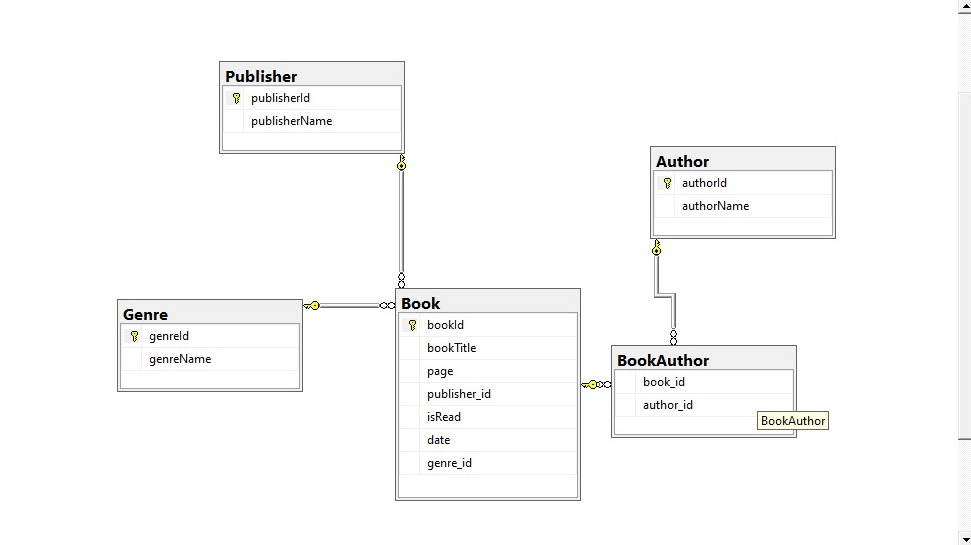 Publisher
publisherId
publisherName
Author
authorId
authorName
Genre
genreId
genreName
Book
bookId
bookTitle
page
publisher_id
isRead
date
genre_id
BookAuthor
book_id
author_id
BookAuthor